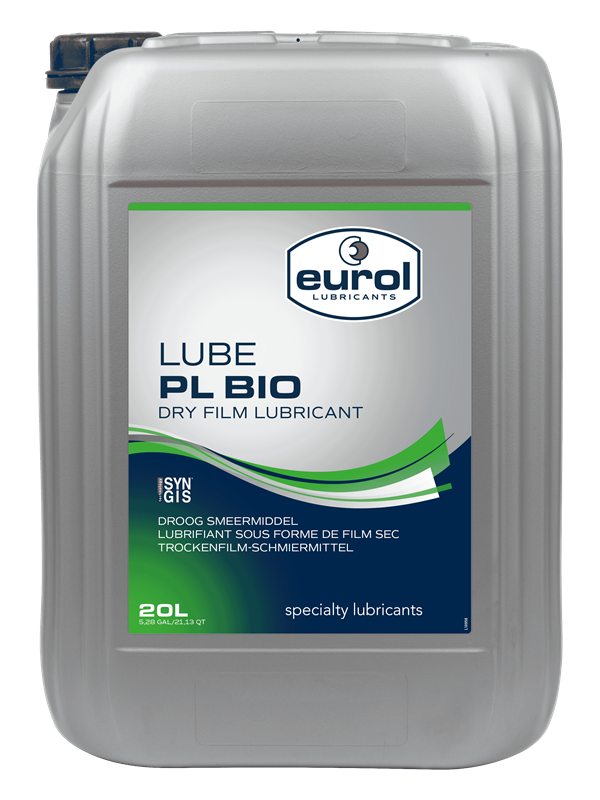 eurol
LUBRICANTS
LUBE
PL BIO
DRY FILM LUBRICANT
SYN
GIS
DROOG SMEERMIDDEL
LUBRIFIANT SOUS FORME DE FILM SEC
TROCKENFILM-SCHMIERMITTEL
20L
5,28 GAL/21,13 QT
specialty lubricants